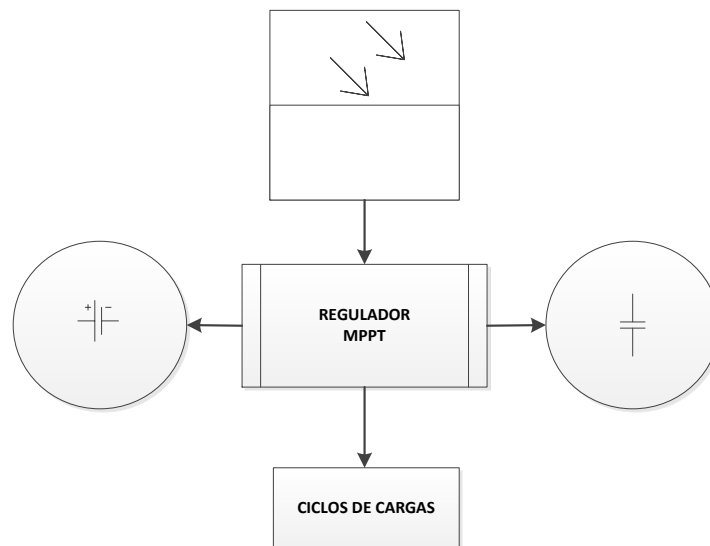 + −
REGULADOR
MPPT
CICLOS DE CARGAS